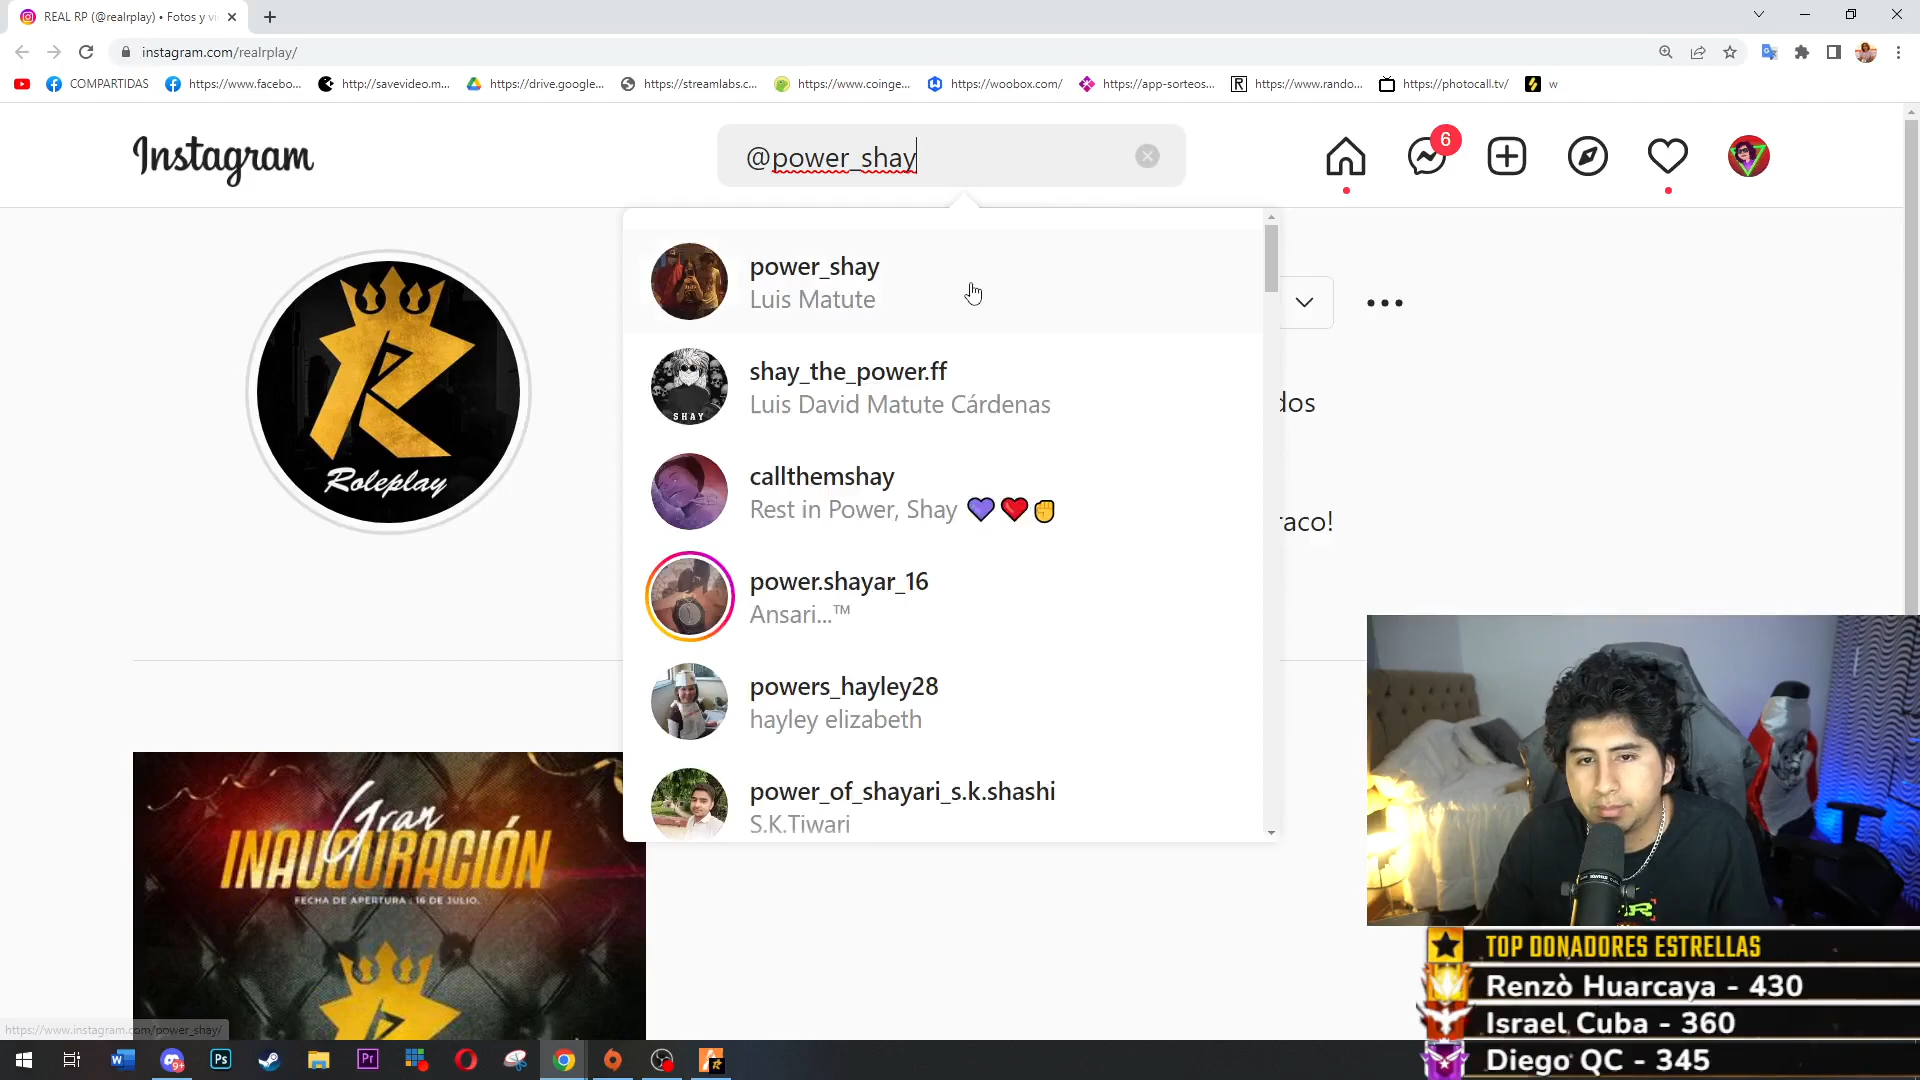 REAL RP (@realrplay) • Fotos y vi
instagram.com/realrplay/
COMPARTIDAS
https://www.facebo...
http://savevideo.m...
https://drive.google...
https://streamlabs.c...
https://www.coinge...
https://woobox.com/
https://app-sorteos...
https://www.rando...
https://photocall.tv/
w
Instagram
@power_shay
6
power_shay
Luis Matute
shay_the_power.ff
Luis David Matute Cárdenas
callthemshay
Rest in Power, Shay 💜❤️✊
power.shayar_16
Ansari...™
powers_hayley28
hayley elizabeth
power_of_shayari_s.k.shashi
S.K.Tiwari
SHAY
R
Roleplay
dos
raco!
Gran
INAUGURACIÓN
FECHA DE APERTURA : 16 DE JULIO.
https://www.instagram.com/power_shay/
TOP DONADORES ESTRELLAS
Renzò Huarcaya - 430
Israel Cuba - 360
Diego QC - 345